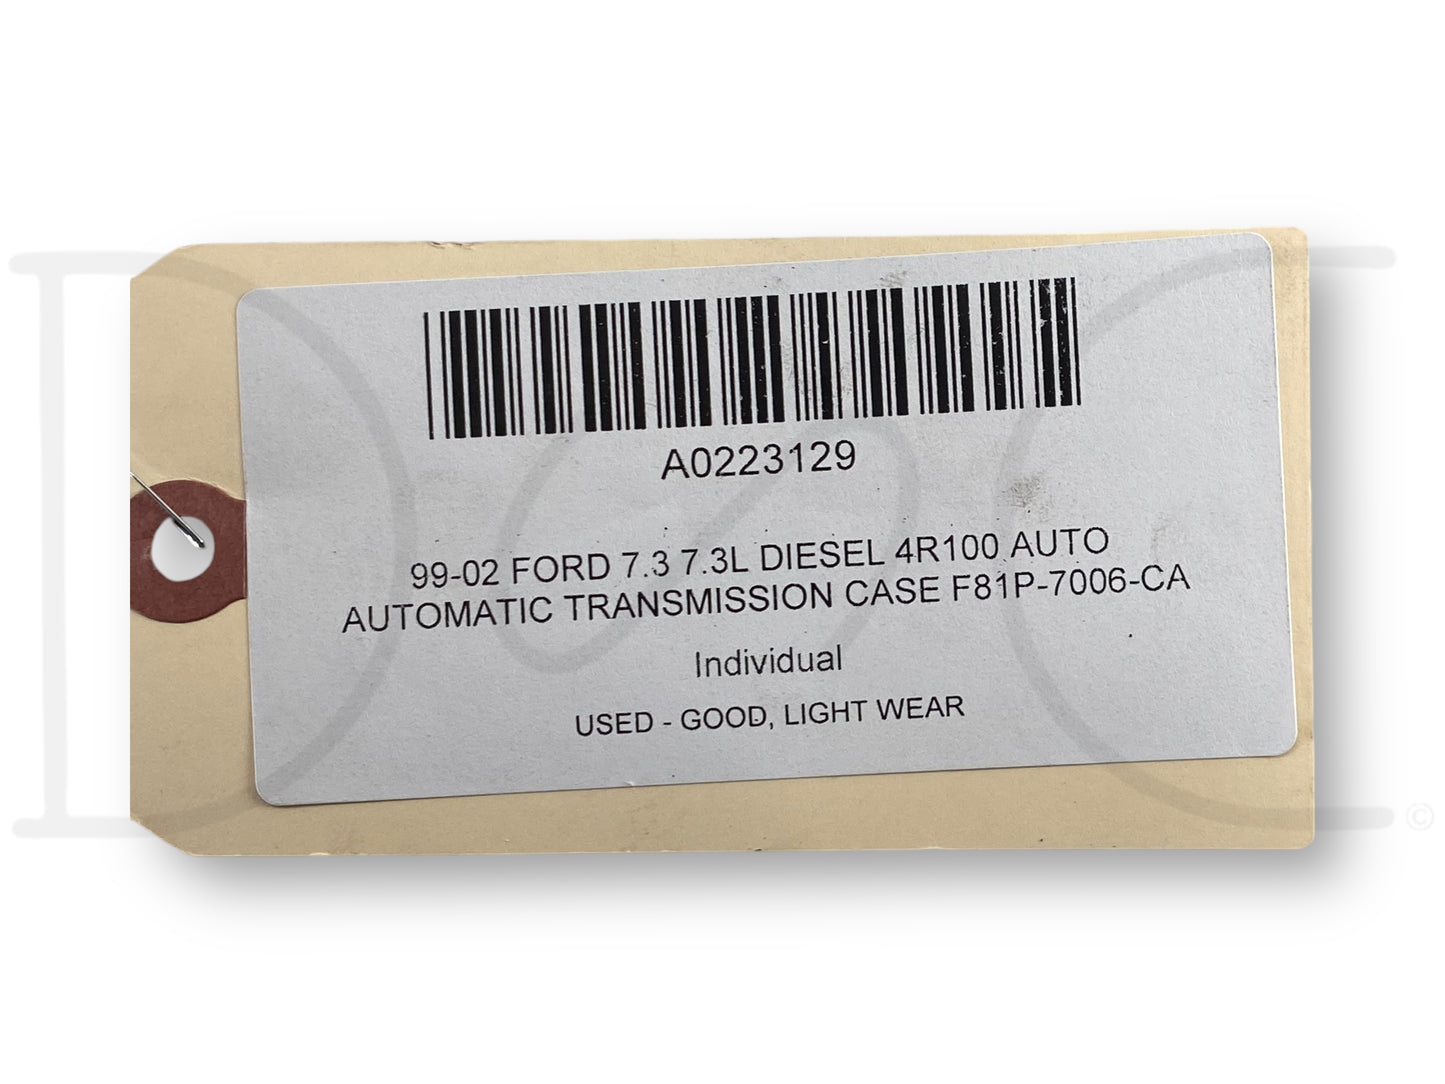 A0223129
99-02 FORD 7.3 7.3L DIESEL 4R100 AUTO
AUTOMATIC TRANSMISSION CASE F81P-7006-CA
Individual
USED - GOOD, LIGHT WEAR
©